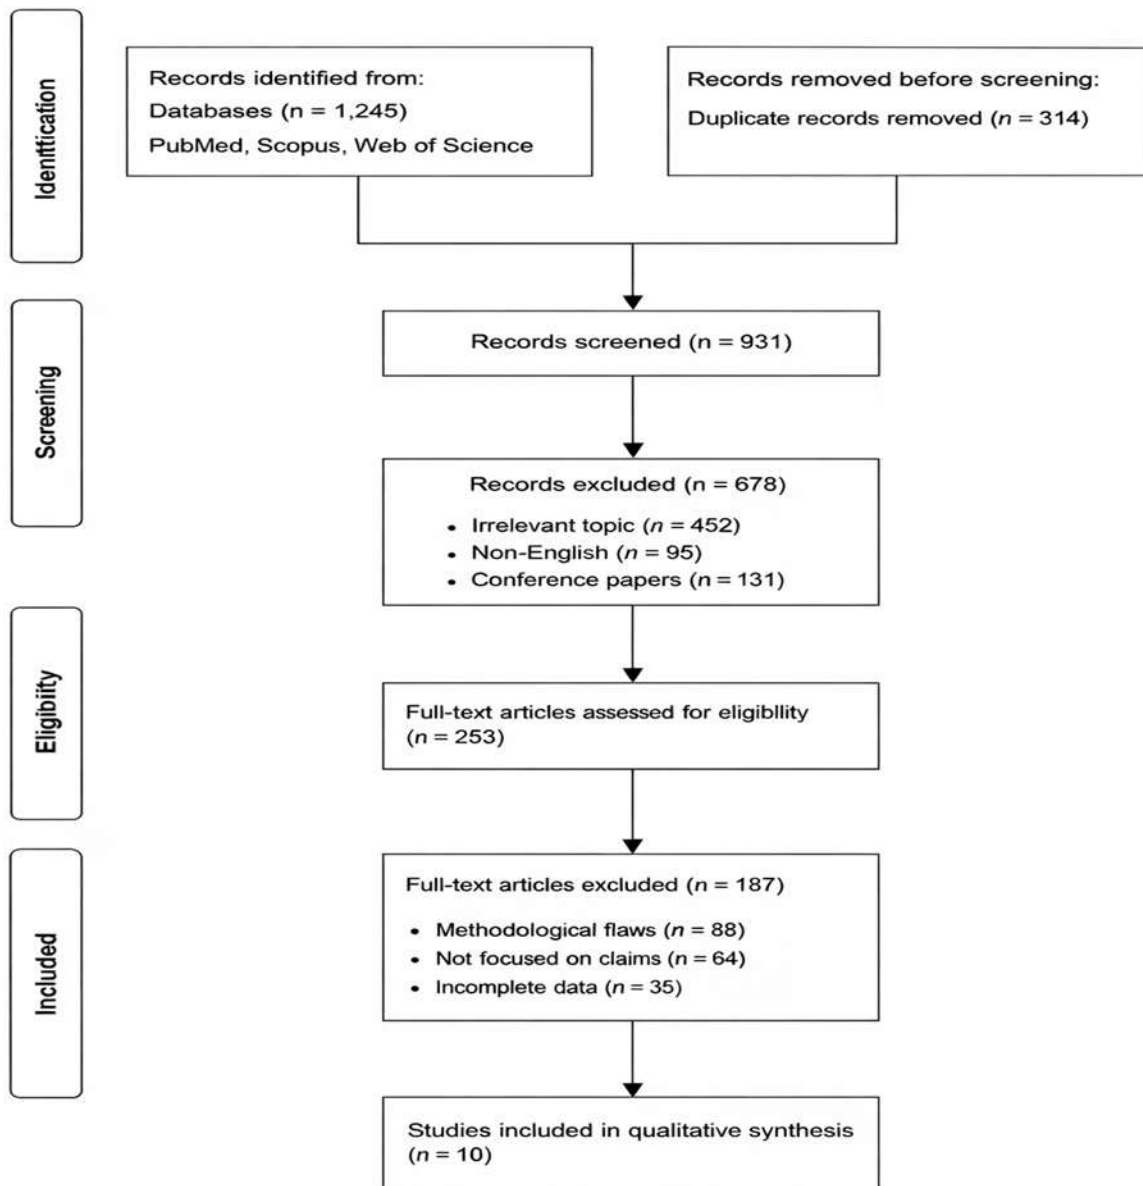 Identification
Records identified from:
Databases (n = 1,245)
PubMed, Scopus, Web of Science
Records removed before screening:
Duplicate records removed (n = 314)
Screening
Records screened (n = 931)
Records excluded (n = 678)
• Irrelevant topic (n = 452)
• Non-English (n = 95)
• Conference papers (n = 131)
Eligibility
Full-text articles assessed for eligibility
(n = 253)
Included
Full-text articles excluded (n = 187)
• Methodological flaws (n = 88)
• Not focused on claims (n = 64)
• Incomplete data (n = 35)
Studies included in qualitative synthesis
(n = 10)